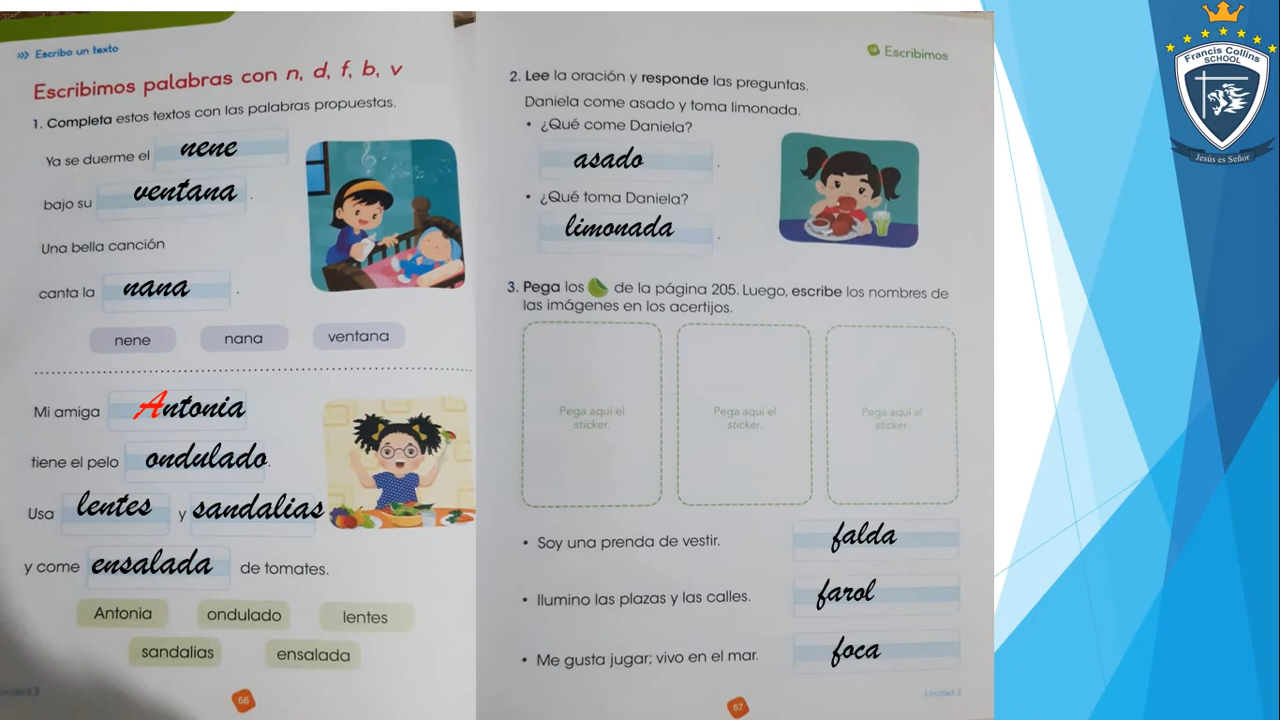 Escribo un texto
Escribimos palabras con n, d, f, b, v
1. Completa estos textos con las palabras propuestas.
Ya se duerme el nene
bajo su ventana .
Una bella canción
canta la nana .
nene nana ventana
Mi amiga Antonia
tiene el pelo ondulado.
Usa lentes y sandalias
y come ensalada de tomates.
Antonia ondulado lentes
sandalias ensalada
Unidad 3
66
Escribimos
2. Lee la oración y responde las preguntas.
Daniela come asado y toma limonada.
• ¿Qué come Daniela?
asado .
• ¿Qué toma Daniela?
limonada .
3. Pega los de la página 205. Luego, escribe los nombres de
las imágenes en los acertijos.
Pega aquí el Pega aquí el Pega aquí el
sticker. sticker. sticker.
• Soy una prenda de vestir. falda
• Ilumino las plazas y las calles. farol
• Me gusta jugar; vivo en el mar. foca
67
Unidad 3
Francis Collins
SCHOOL
Jesús es Señor